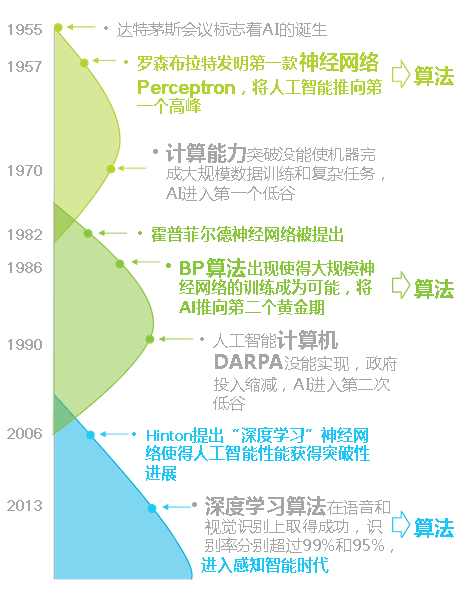 1955
• 达特茅斯会议标志着AI的诞生
1957
• 罗森布拉特发明第一款神经网络
Perceptron，将人工智能推向第
一个高峰
算法
1970
• 计算能力突破没能使机器完
成大规模数据训练和复杂任务，
AI进入第一个低谷
1982
• 霍普菲尔德神经网络被提出
1986
• BP算法出现使得大规模神
经网络的训练成为可能，将
AI推向第二个黄金期
算法
1990
• 人工智能计算机
DARPA没能实现，政府
投入缩减，AI进入第二次
低谷
2006
• Hinton提出“深度学习”神经网
络使得人工智能性能获得突破性
进展
2013
• 深度学习算法在语音和
视觉识别上取得成功，识
别率分别超过99%和95%，
进入感知智能时代
算法